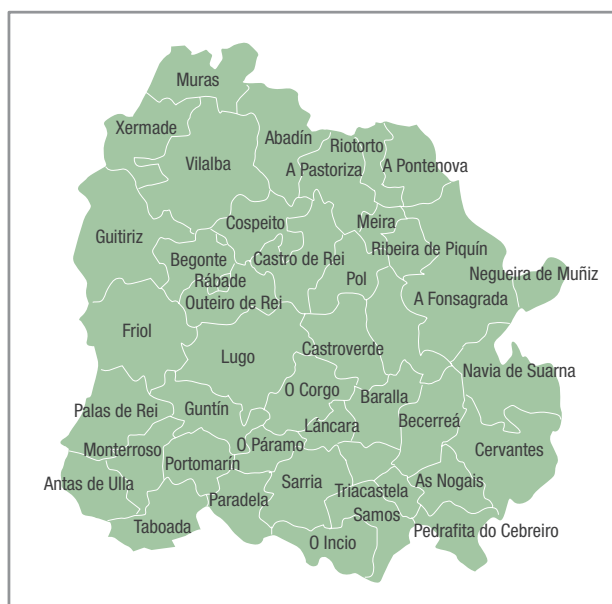 Muras
Xermade
Abadín
Riotorto
Vilalba
A Pastoriza
A Pontenova
Cospeito
Meira
Guitiriz
Ribeira de Piquín
Begonte
Castro de Rei
Negueira de Muñiz
Rábade
Pol
Outeiro de Rei
A Fonsagrada
Friol
Castroverde
Lugo
Navia de Suarna
O Corgo
Baralla
Palas de Rei
Guntín
Láncara
Becerreá
O Páramo
Monterroso
Cervantes
Portomarín
Antas de Ulla
Sarria
As Nogais
Triacastela
Paradela
Samos
Taboada
Pedrafita do Cebreiro
O Incio